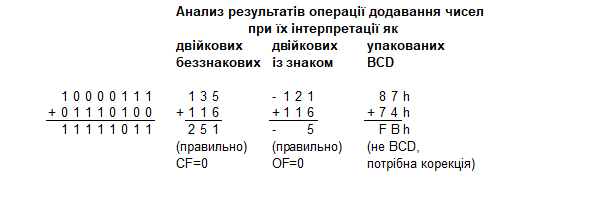 Анализ результатів операції додавання чисел
при їх інтерпретації як
двійкових двійкових упакованих
беззнакових із знаком BCD
1 0 0 0 0 1 1 1 1 3 5 - 1 2 1 8 7 h
+ 0 1 1 1 0 1 0 0 + 1 1 6 + 1 1 6 + 7 4 h
1 1 1 1 1 0 1 1 2 5 1 - 5 F B h
(правильно) (правильно) (не BCD,
CF=0 OF=0 потрібна корекція)